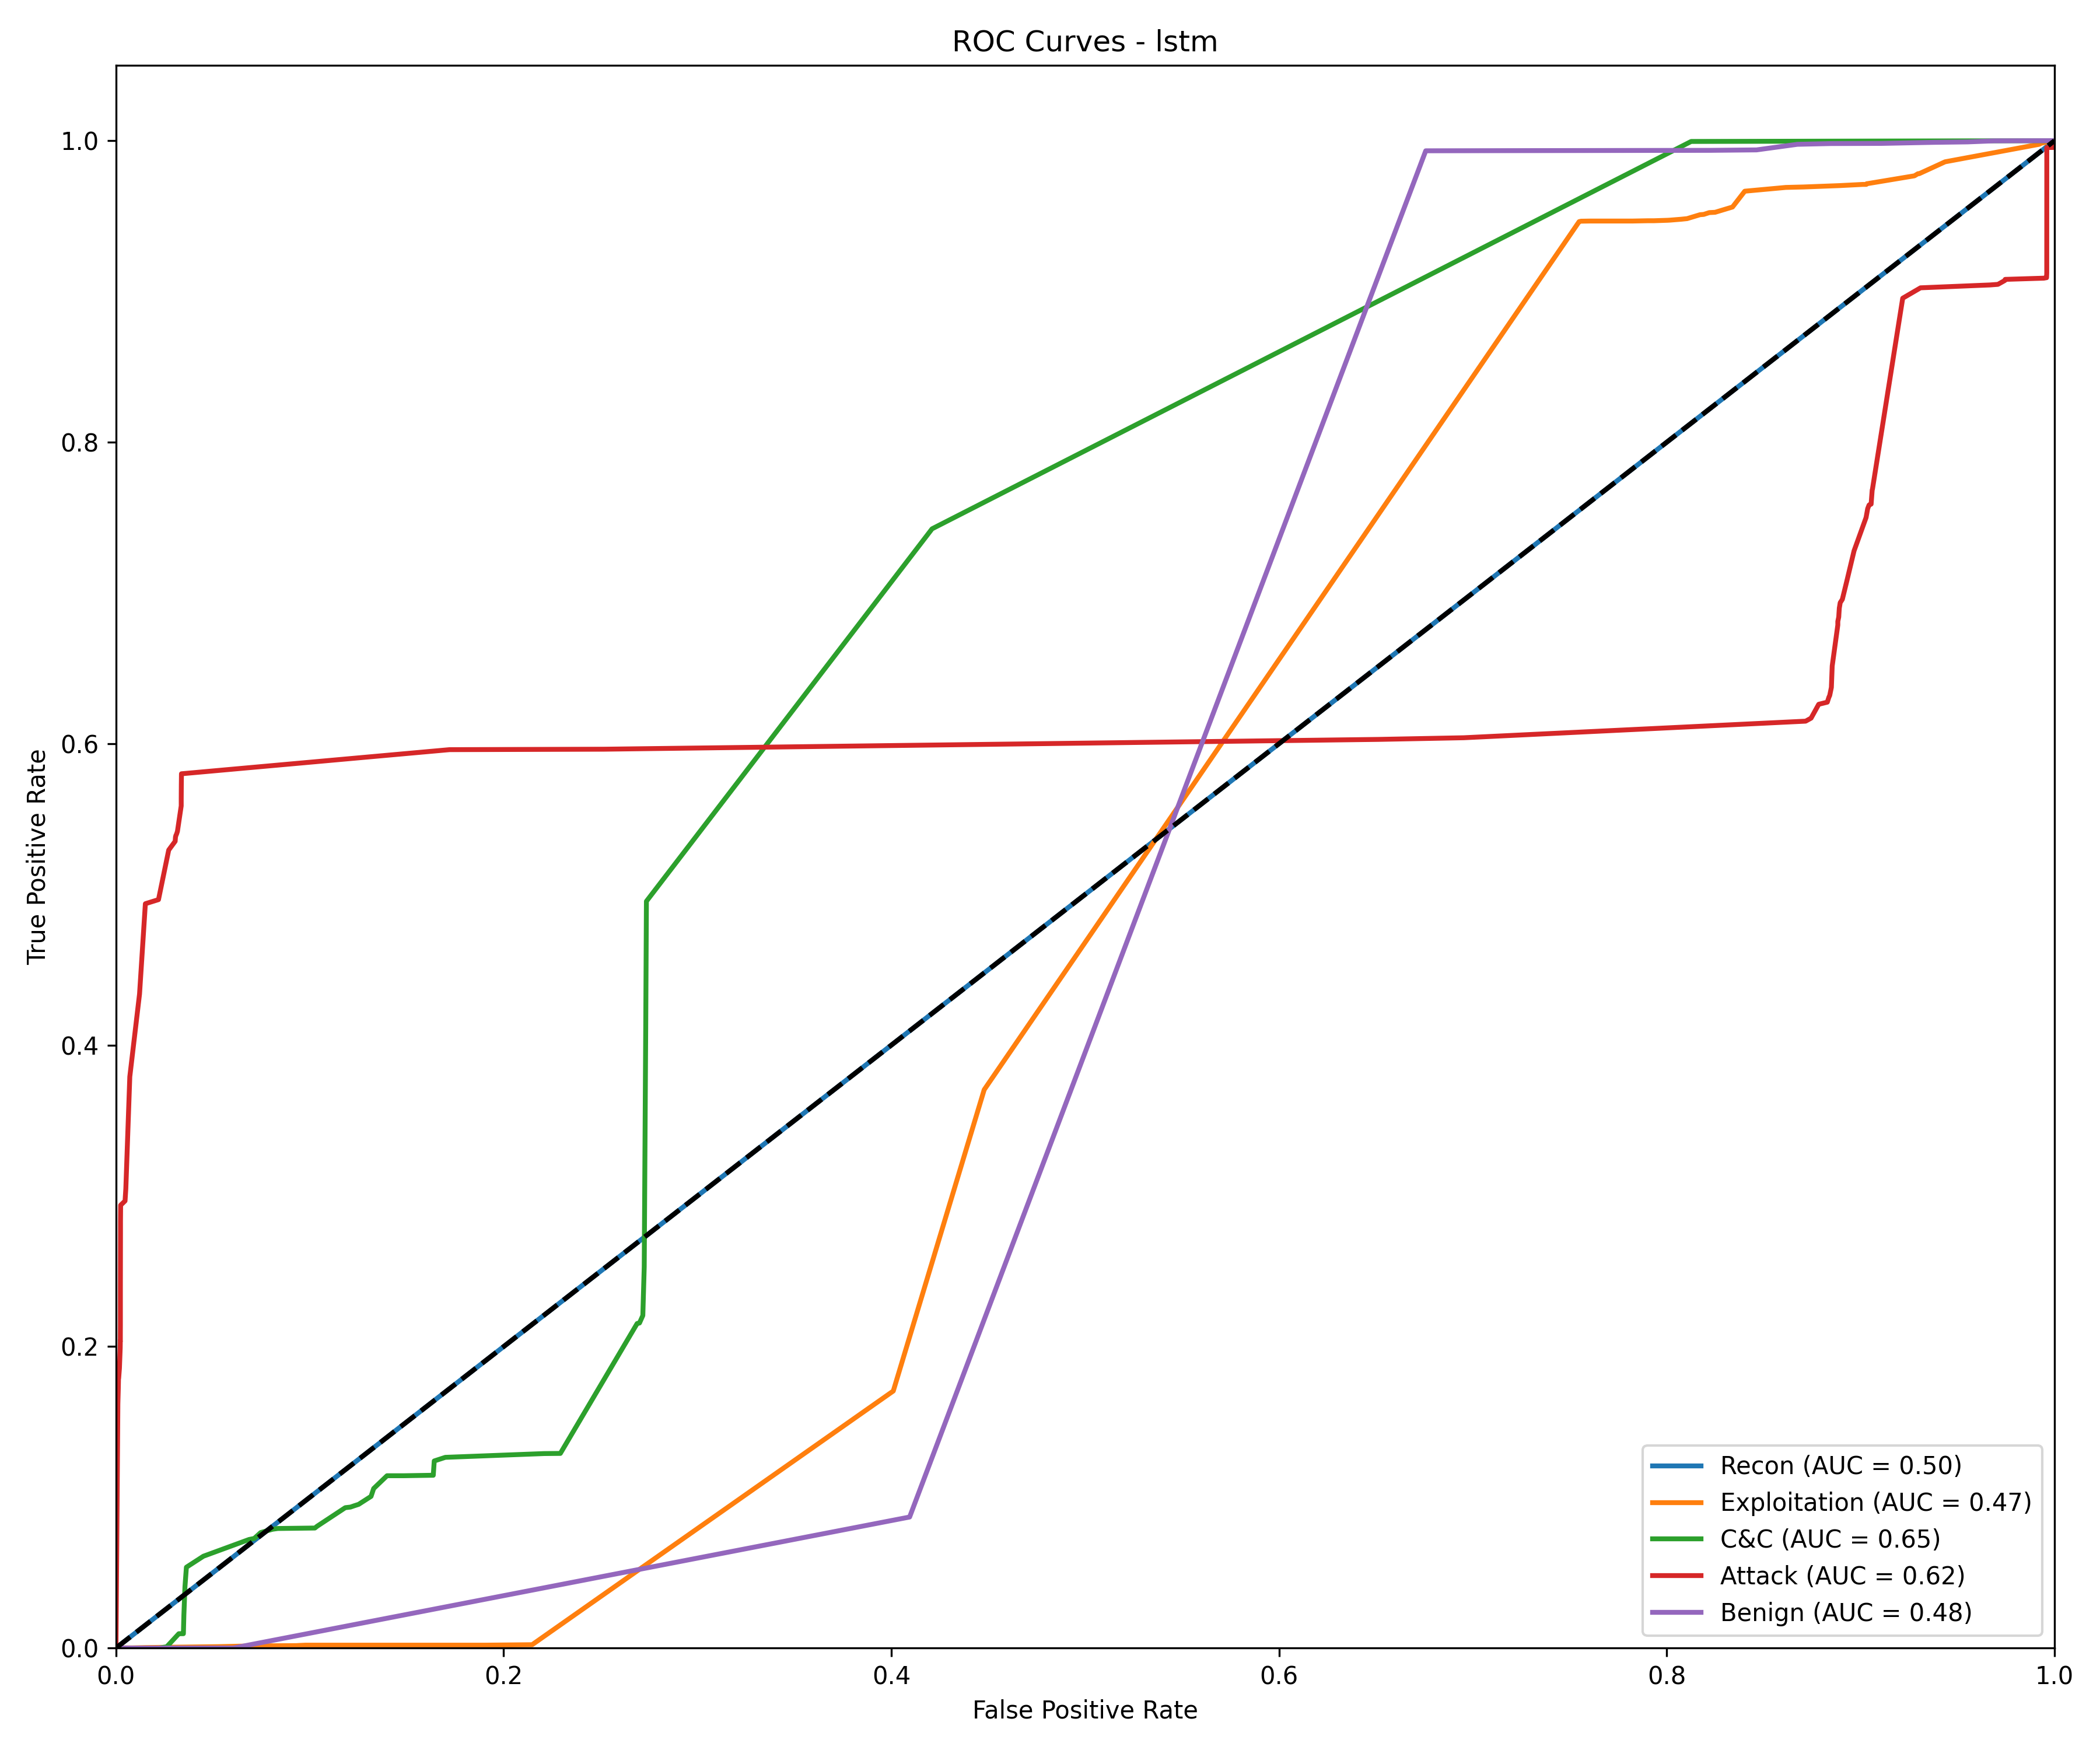 ROC Curves - lstm
True Positive Rate
1.0
0.8
0.6
0.4
0.2
0.0
0.0 0.2 0.4 0.6 0.8 1.0
False Positive Rate
Recon (AUC = 0.50)
Exploitation (AUC = 0.47)
C&C (AUC = 0.65)
Attack (AUC = 0.62)
Benign (AUC = 0.48)